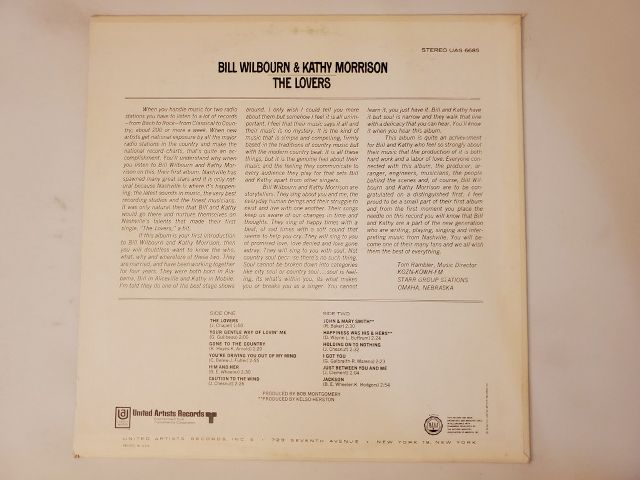 STEREO UAS 6685
BILL WILBOURN & KATHY MORRISON
THE LOVERS
When you handle music for two radio
stations you have to listen to a lot of records
—from Bach to Rock—from Classical to Coun-
try, about 200 or more a week. When new
artists get national exposure by all the major
radio stations in the country and make the
national record charts, that's quite an ac-
complishment. You'll understand why when
you listen to Bill Wilbourn and Kathy Morri-
son on this, their first album. Nashville has
spawned many great stars and it is only nat-
ural because Nashville is where it's happen-
ing, the latest sounds in music, the very best
recording studios and the finest musicians.
It was only natural then that Bill and Kathy
would go there and nurture themselves on
Nashville's talents that made their first
single, "The Lovers," a hit.
If this album is your first introduction
to Bill Wilbourn and Kathy Morrison, then
you will doubtless want to know the who,
what, why and wherefore of these two. They
are married, and have been working together
for four years. They were both born in Ala-
bama, Bill in Aliceville and Kathy in Mobile.
I'm told they do one of the best stage shows
around. I only wish I could tell you more
about them but somehow I feel it is unim-
portant. I feel that their music says it all and
their music is no mystery. It is the kind of
music that is simple and compelling, firmly
based in the traditions of country music but
with the modern country beat. It is all these
things, but it is the genuine feel about their
music and the feeling they communicate to
every audience they play for that sets Bill
and Kathy apart from other singers.
Bill Wilbourn and Kathy Morrison are
storytellers. They sing about you and me, the
everyday human beings and their struggle to
exist and live with one another. Their songs
keep us aware of our changes in time and
thoughts. They sing of happy times with a
beat, of sad times with a soft sound that
seems to help you cry. They will sing to you
of promised love, love denied and love gone
astray. They will sing to you with soul. Not
country soul because there's no such thing.
Soul cannot be broken down into categories
like city soul or country soul....soul is feel-
ing, its what's within you, its what makes
you or breaks you as a singer. You cannot
learn it, you just have it. Bill and Kathy have
it but soul is narrow and they walk that line
with a dedicaty that you can hear. You'll know
it when you hear this album.
This album is quite an achievement
for Bill and Kathy who feel so strongly about
their music that the production of it is both
hard work and a labor of love. Everyone con-
nected with this album, the producer, ar-
ranger, engineers, musicians, the people
behind the scenes and, of course, Bill Wil-
bourn and Kathy Morrison are to be con-
gratulated on a distinguished first. I feel
proud to be a small part of their first album
and from the first moment you place the
needle on this record you will know that Bill
and Kathy are a part of the new generation
who are writing, playing, singing and inter-
preting music from Nashville. You will be-
come one of their many fans and we all wish
them the best of everything.
Tom Rambler, Music Director
KOZN-KOWH-FM
STARR GROUP STATIONS
OMAHA, NEBRASKA
SIDE ONE
THE LOVERS
YOUR GENTLE WAY OF LOVIN' ME
GONE TO THE COUNTRY
YOU'RE DRIVING YOU OUT OF MY MIND
HIM AND HER
CAUTION TO THE WIND
(J. Chesnut) 2:26
SIDE TWO
JOHN & MARY SMITH**
(R. Baker) 2:30
HAPPINESS WAS HIS & HERS**
HOLDING ON TO NOTHING
(J. Chesnut) 2:32
I GOT YOU
JUST BETWEEN YOU AND ME
(J. Clement) 2:04
JACKSON
(B. E. Wheeler-K. Hodgens) 2:54
PRODUCED BY BOB MONTGOMERY
**PRODUCED BY KELSO HERSTON
United Artists Records
UNITED ARTISTS RECORDS, INC. • 729 SEVENTH AVENUE • NEW YORK 19, NEW YORK